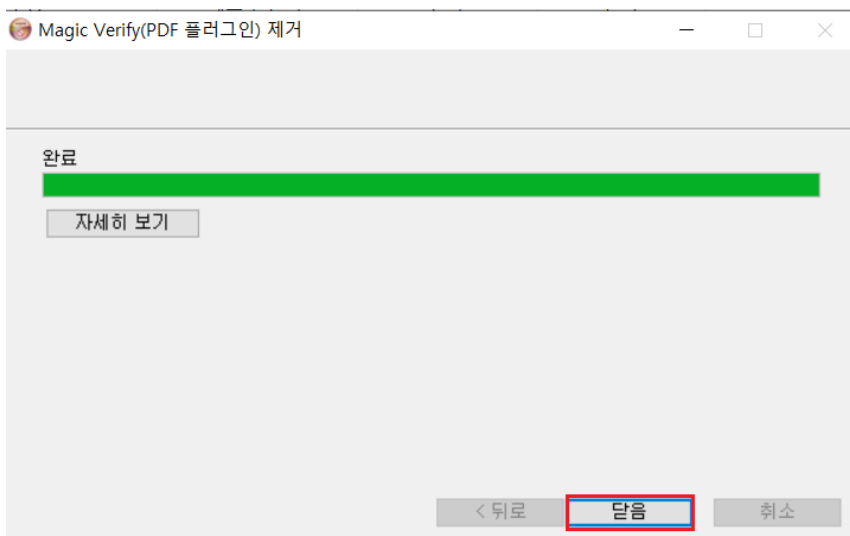 Magic Verify(PDF 플러그인) 제거
완료
자세히 보기
< 뒤로
닫음
취소